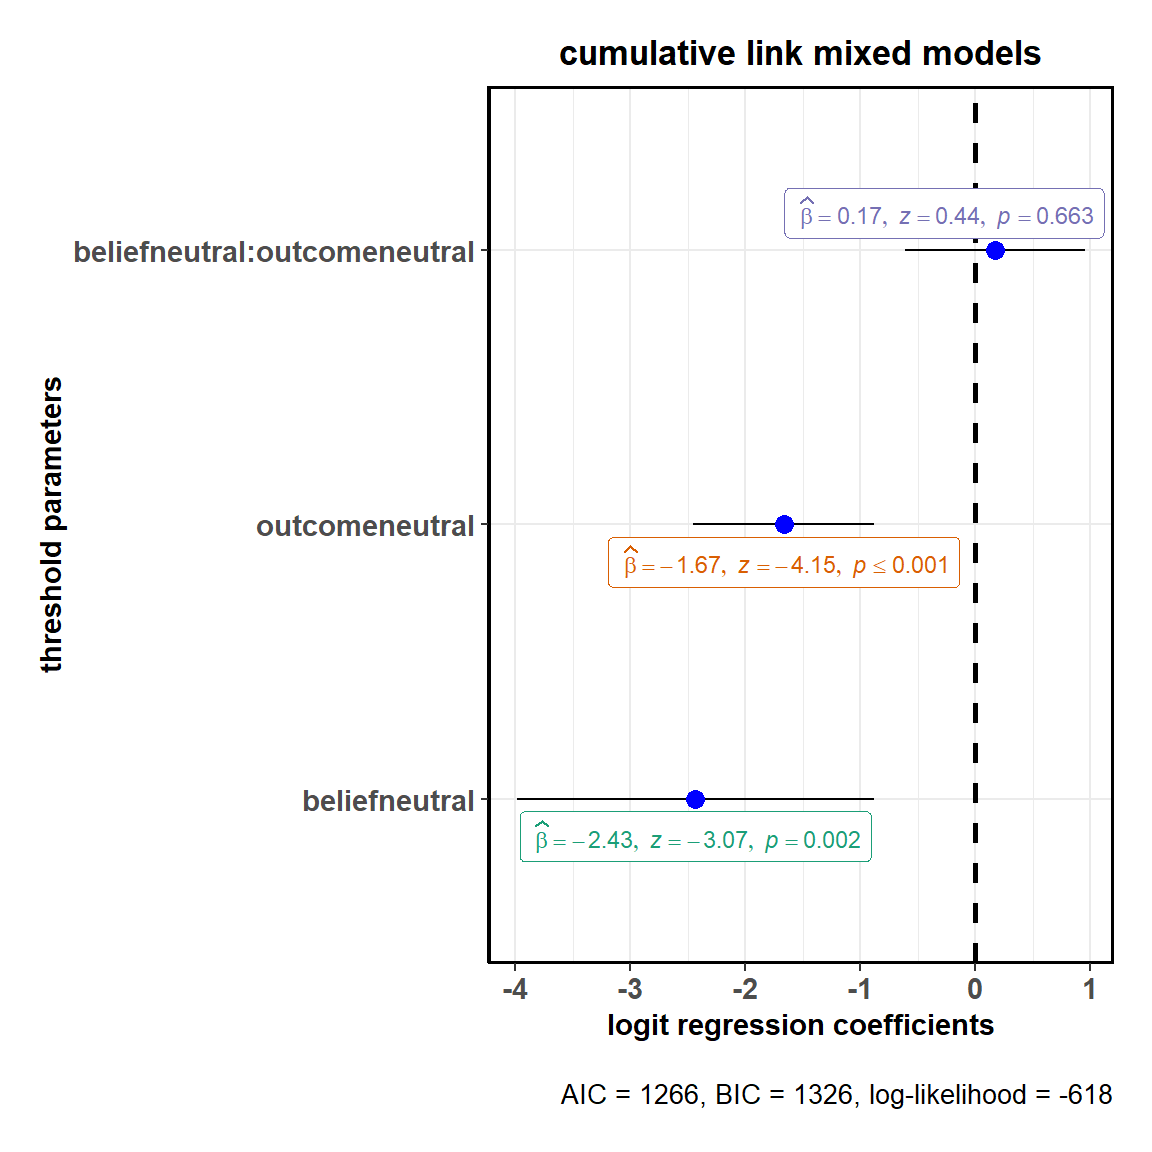 cumulative link mixed models
threshold parameters
beliefneutral:outcomeneutral
β̂ = 0.17, z = 0.44, p = 0.663
outcomeneutral
β̂ = −1.67, z = −4.15, p ≤ 0.001
beliefneutral
β̂ = −2.43, z = −3.07, p = 0.002
-4 -3 -2 -1 0 1
logit regression coefficients
AIC = 1266, BIC = 1326, log-likelihood = -618